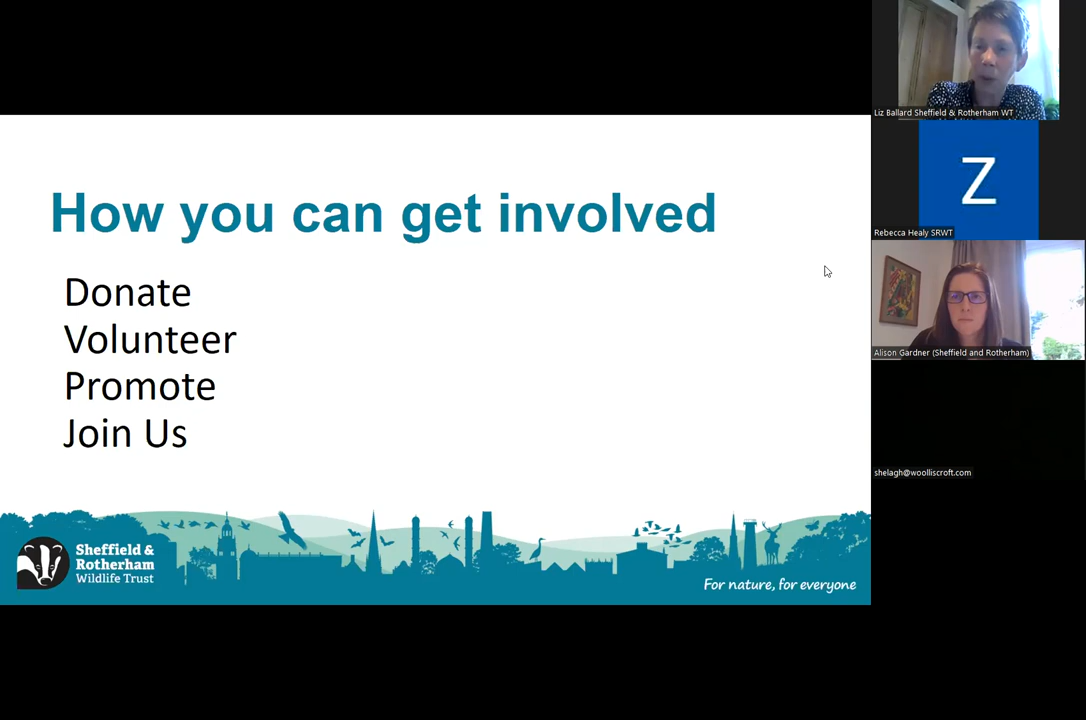 How you can get involved
Donate
Volunteer
Promote
Join Us
Sheffield &
Rotherham
Wildlife Trust
For nature, for everyone
Liz Ballard Sheffield & Rotherham WT
Z
Rebecca Healy SRWT
Alison Gardner (Sheffield and Rotherham)
shelagh@woolliscroft.com